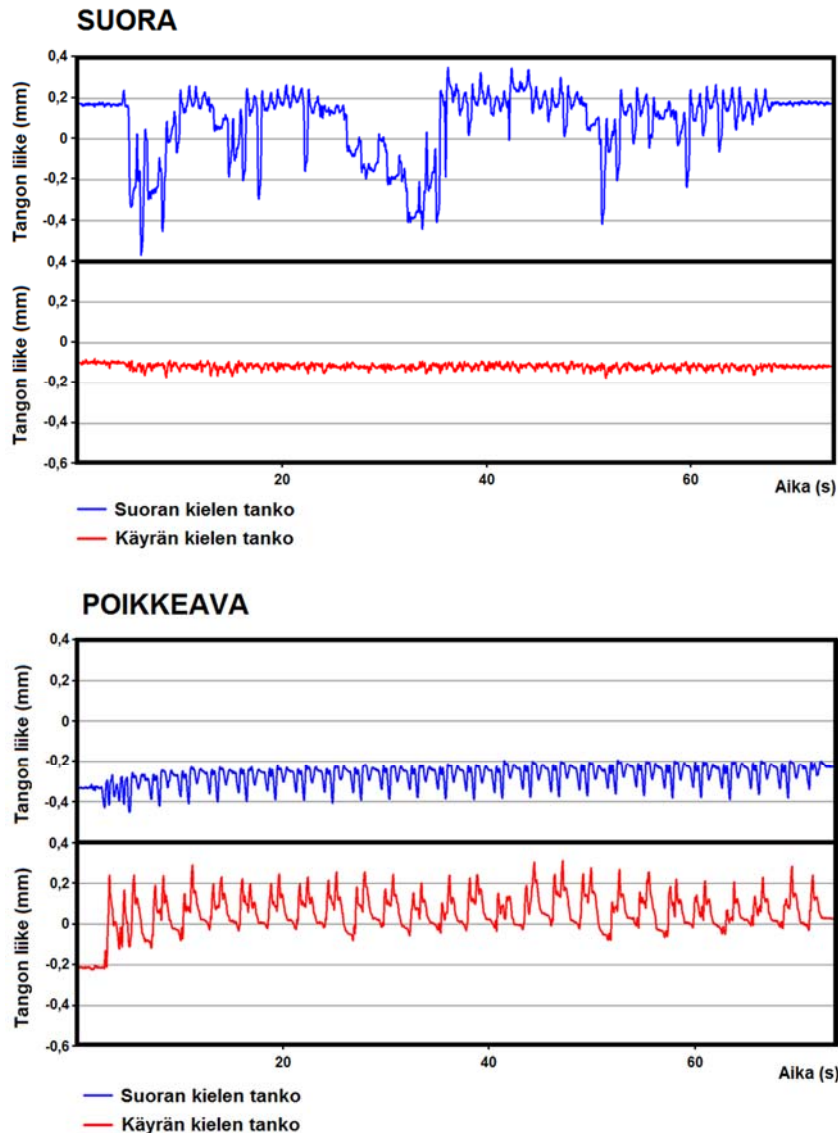 SUORA
Tangon liike (mm)
0,4
0,2
0
-0,2
-0,4
0,4
Tangon liike (mm)
0,2
0
-0,2
-0,4
-0,6
20
40
60
Aika (s)
Suoran kielen tanko
Käyrän kielen tanko
POIKKEAVA
Tangon liike (mm)
0,4
0,2
0
-0,2
-0,4
0,4
Tangon liike (mm)
0,2
0
-0,2
-0,4
-0,6
20
40
60
Aika (s)
Suoran kielen tanko
Käyrän kielen tanko